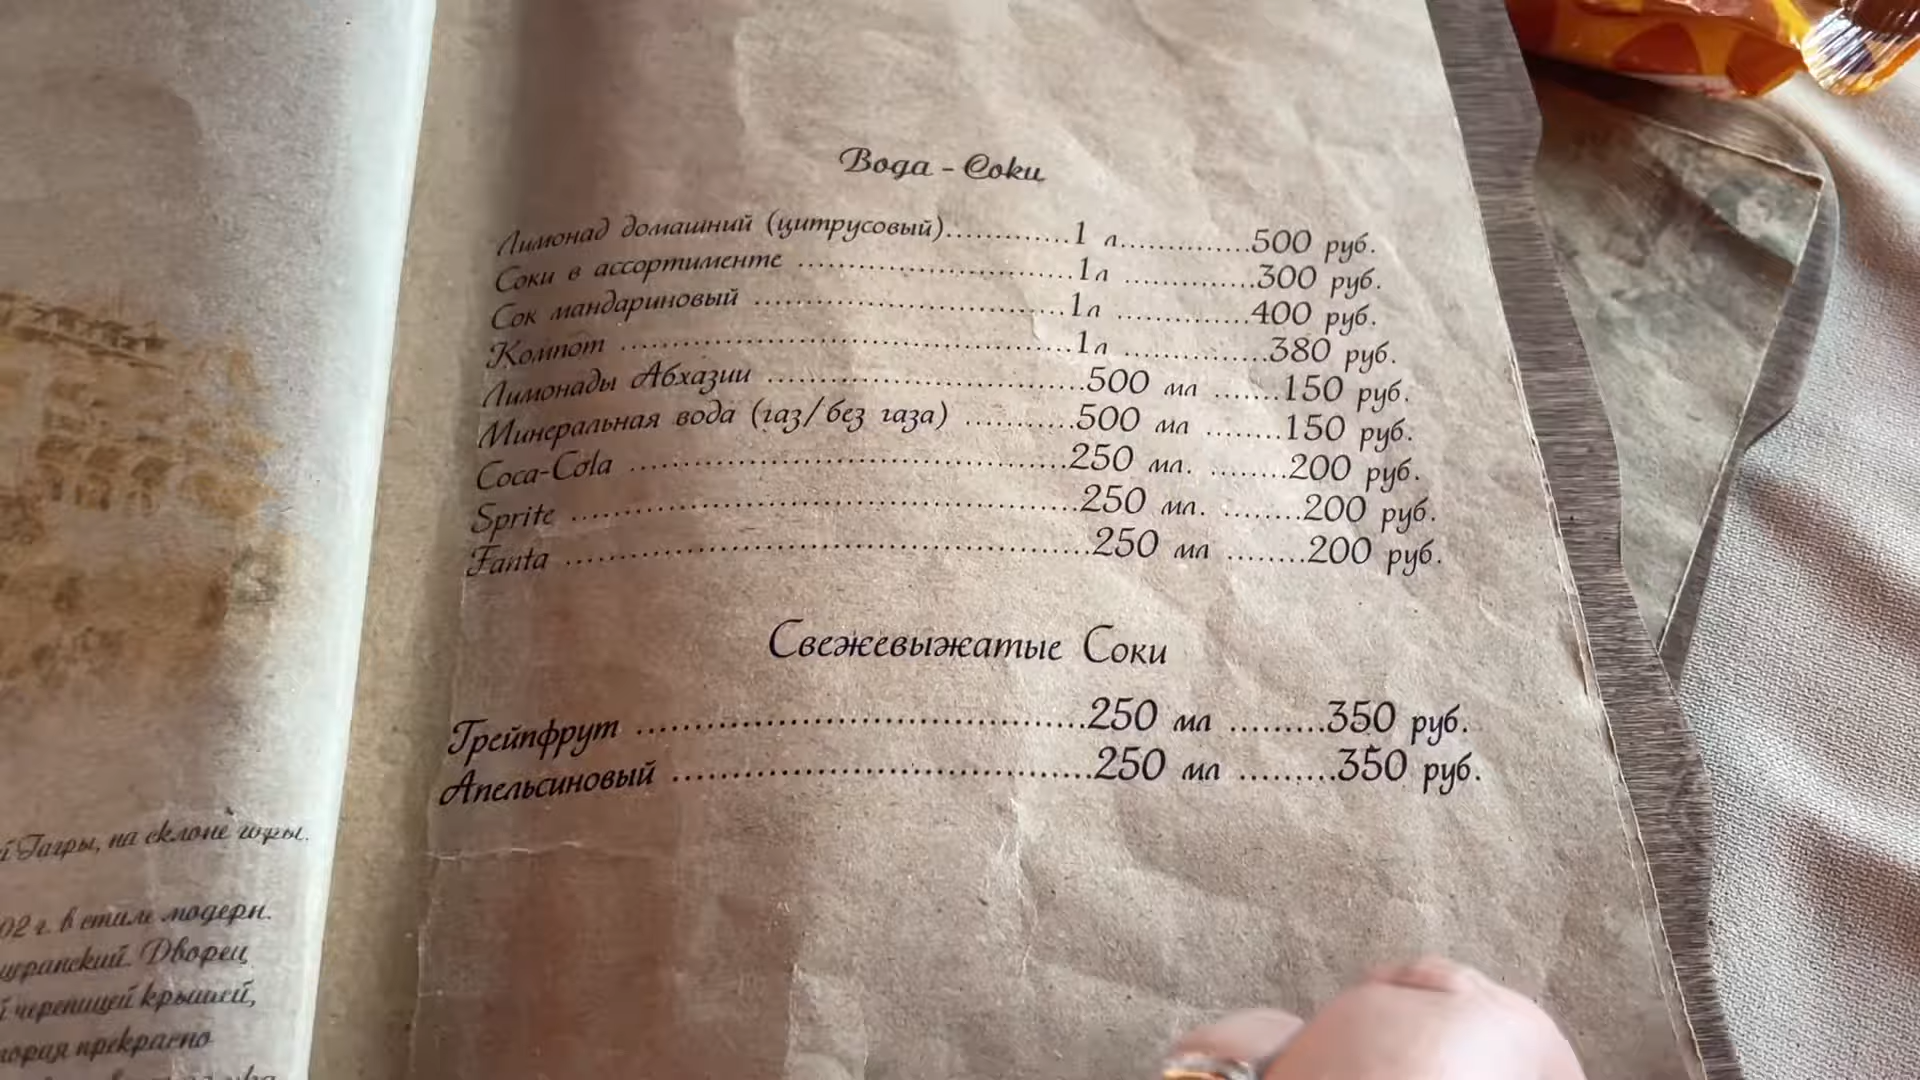 Вода - Соки
Лимонад домашний (цитрусовый).............1 л..............500 руб.
Соки в ассортименте ..............................1л ..............300 руб.
Сок мандариновый ..................................1л ..............400 руб.
Компот ..................................................1л ...............380 руб.
Лимонады Абхазии ..................................500 мл .......150 руб.
Минеральная вода (газ/без газа) ............500 мл ........150 руб.
Coca-Cola ..............................................250 мл. ........200 руб.
Sprite .....................................................250 мл. ........200 руб.
Fanta ......................................................250 мл ........200 руб.
Свежевыжатые Соки
Грейпфрут .............................................250 мл .........350 руб.
Апельсиновый .........................................250 мл .........350 руб.
й Гагры, на склоне горы.
02 г. в стиле модерн.
Дворец
й черепицей крышей,
прекрасно